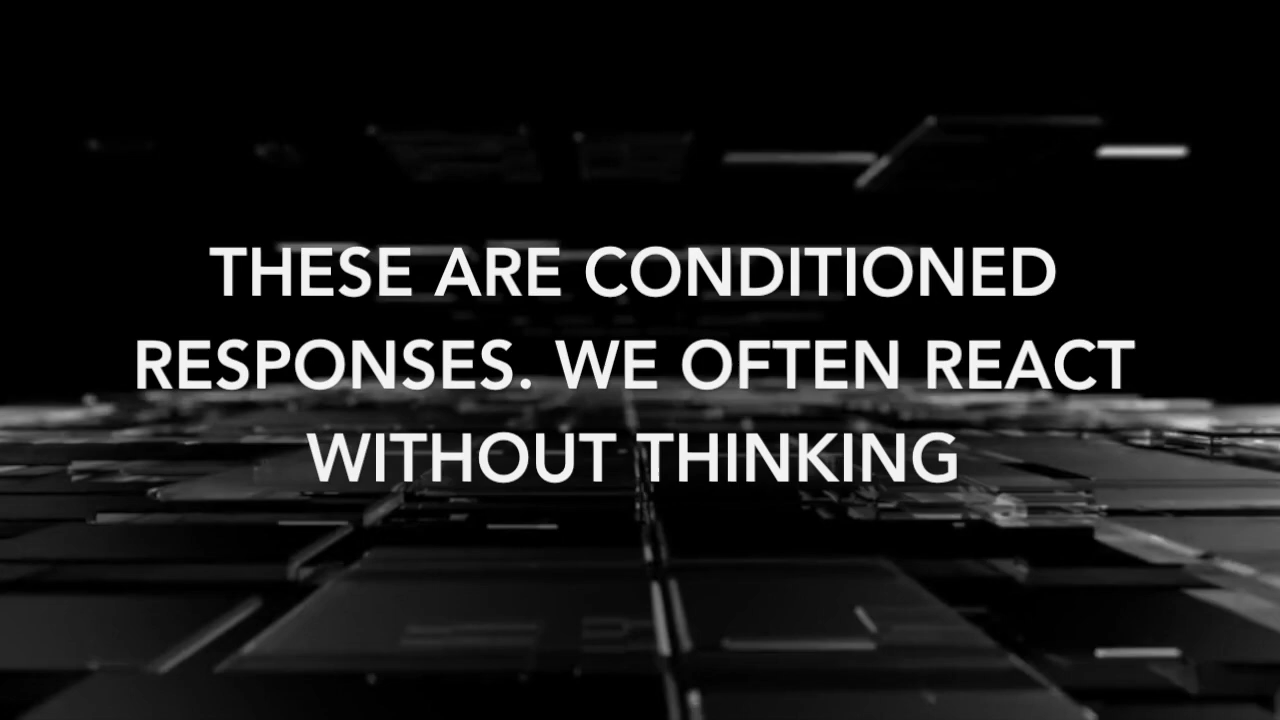 THESE ARE CONDITIONED
RESPONSES. WE OFTEN REACT
WITHOUT THINKING